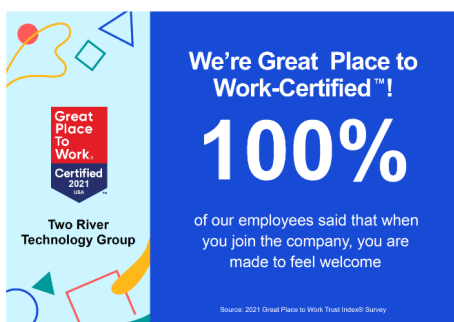 Great
Place
To
Work®
Certified
2021
USA
™
Two River
Technology Group
We're Great Place to
Work-Certified™!
100%
of our employees said that when
you join the company, you are
made to feel welcome
Source: 2021 Great Place to Work Trust Index® Survey